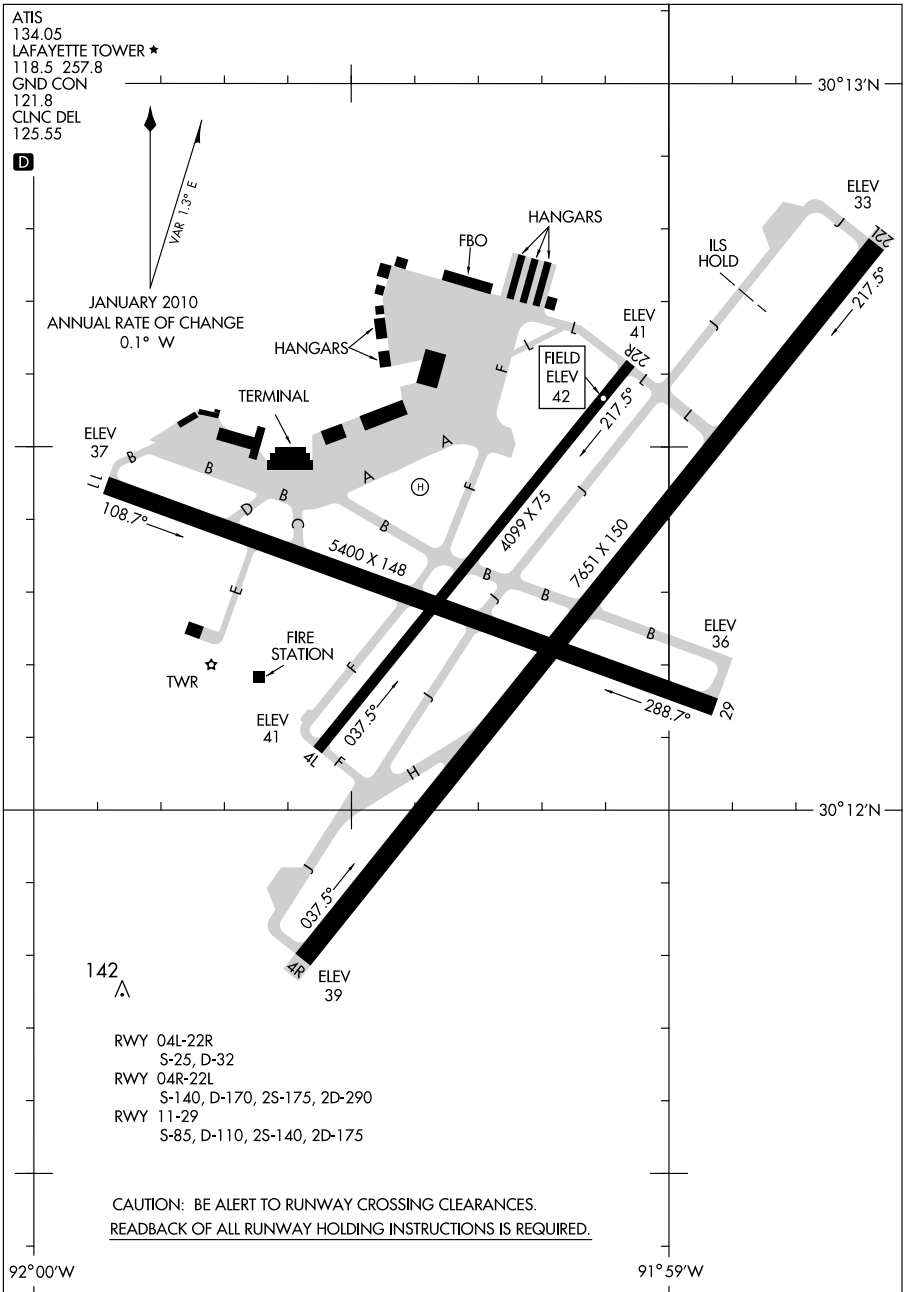 ATIS
134.05
LAFAYETTE TOWER ★
118.5 257.8
GND CON
121.8
CLNC DEL
125.55
D
VAR 1.3° E
JANUARY 2010
ANNUAL RATE OF CHANGE
0.1° W
30°13'N
ELEV
33
22L
217.5°
J
ILS
HOLD
J
HANGARS
FBO
HANGARS
L
L
L
L
F
ELEV
41
22R
FIELD
ELEV
42
217.5°
TERMINAL
ELEV
37
11
B
B
B
D
C
A
A
H
F
B
108.7°
5400 X 148
4099 X 75
7651 X 150
J
J
B
B
B
ELEV
36
29
288.7°
E
TWR
FIRE
STATION
F
ELEV
41
4L
037.5°
J
F
H
30°12'N
J
037.5°
4R
ELEV
39
142
RWY 04L-22R
S-25, D-32
RWY 04R-22L
S-140, D-170, 2S-175, 2D-290
RWY 11-29
S-85, D-110, 2S-140, 2D-175
CAUTION: BE ALERT TO RUNWAY CROSSING CLEARANCES.
READBACK OF ALL RUNWAY HOLDING INSTRUCTIONS IS REQUIRED.
92°00'W
91°59'W